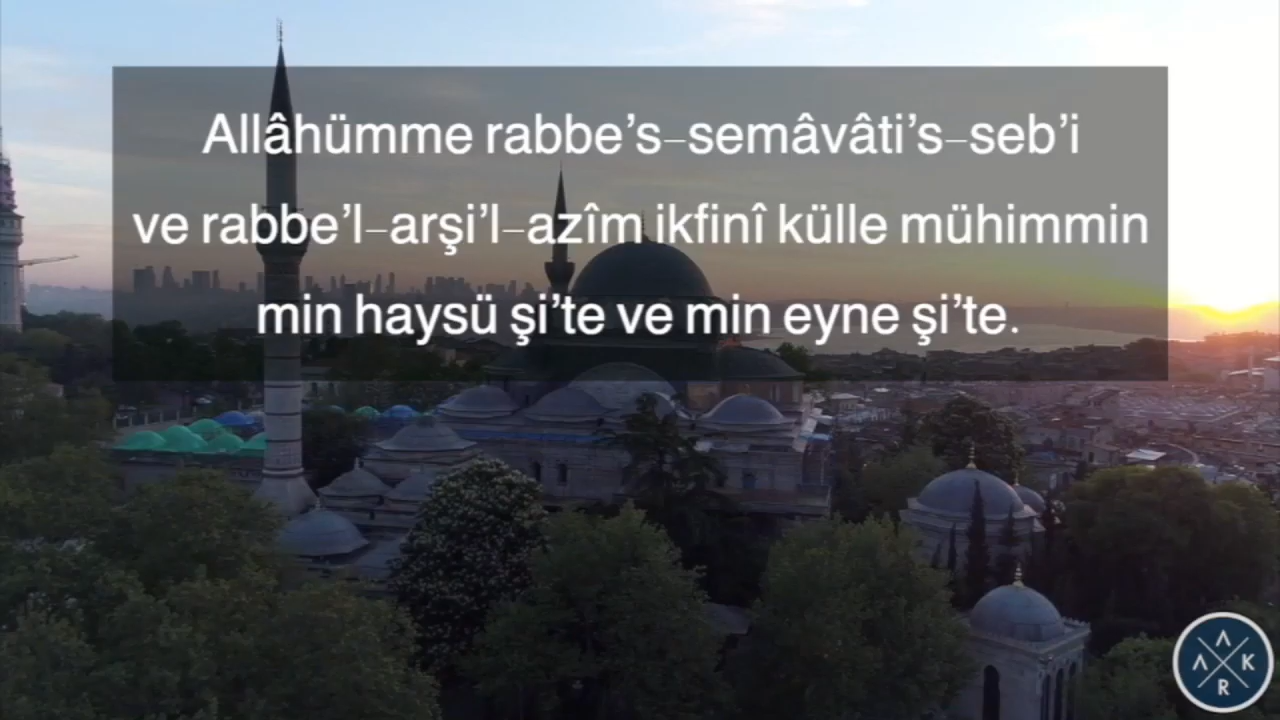 Allâhümme rabbe’s-semâvâti’s-seb’i
ve rabbe’l-arşi’l-azîm ikfinî külle mühimmin
min haysü şi’te ve min eyne şi’te.
A
A K
R